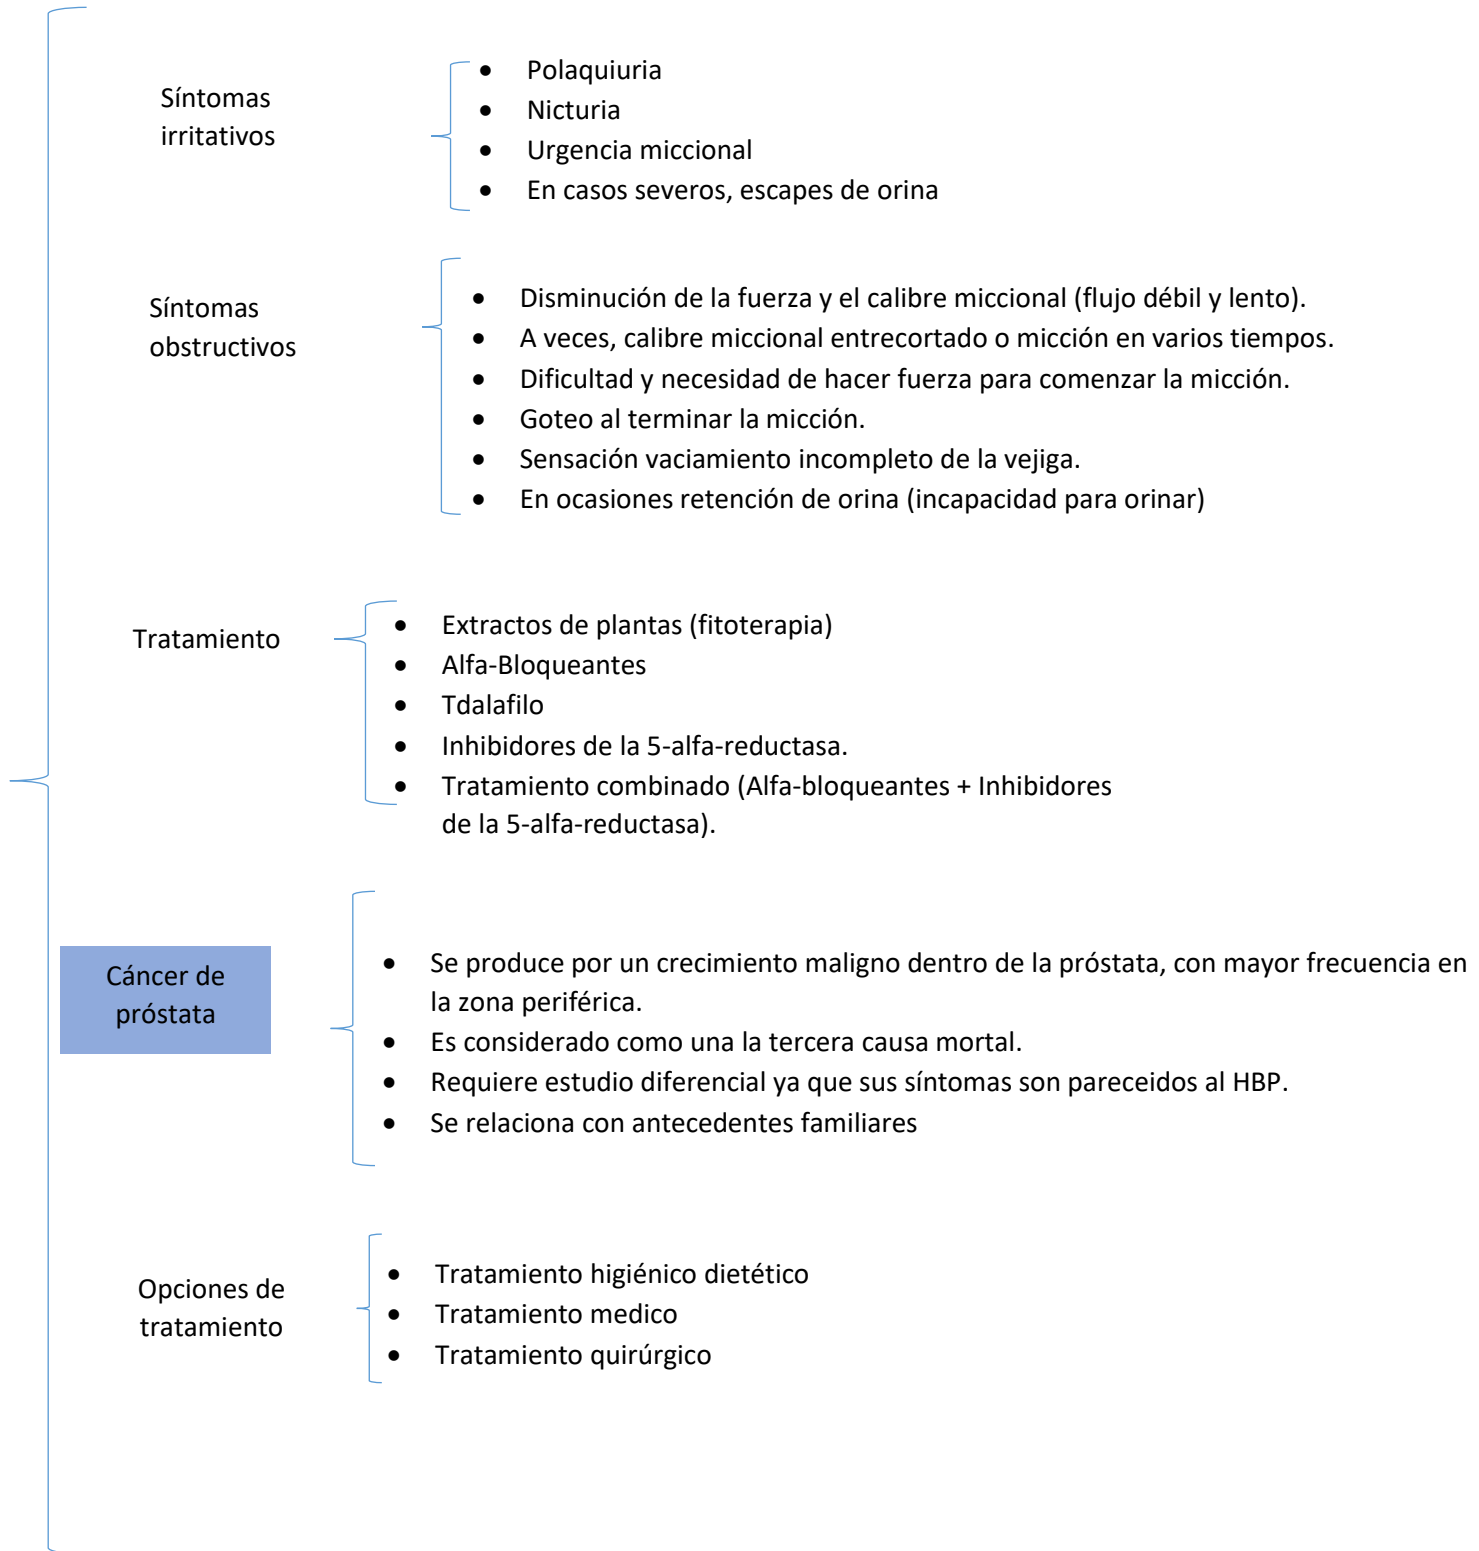 Síntomas
irritativos
• Polaquiuria
• Nicturia
• Urgencia miccional
• En casos severos, escapes de orina
Síntomas
obstructivos
• Disminución de la fuerza y el calibre miccional (flujo débil y lento).
• A veces, calibre miccional entrecortado o micción en varios tiempos.
• Dificultad y necesidad de hacer fuerza para comenzar la micción.
• Goteo al terminar la micción.
• Sensación vaciamiento incompleto de la vejiga.
• En ocasiones retención de orina (incapacidad para orinar)
Tratamiento
• Extractos de plantas (fitoterapia)
• Alfa-Bloqueantes
• Tdalafilo
• Inhibidores de la 5-alfa-reductasa.
• Tratamiento combinado (Alfa-bloqueantes + Inhibidores
de la 5-alfa-reductasa).
Cáncer de
próstata
• Se produce por un crecimiento maligno dentro de la próstata, con mayor frecuencia en
la zona periférica.
• Es considerado como una la tercera causa mortal.
• Requiere estudio diferencial ya que sus síntomas son pareceidos al HBP.
• Se relaciona con antecedentes familiares
Opciones de
tratamiento
• Tratamiento higiénico dietético
• Tratamiento medico
• Tratamiento quirúrgico